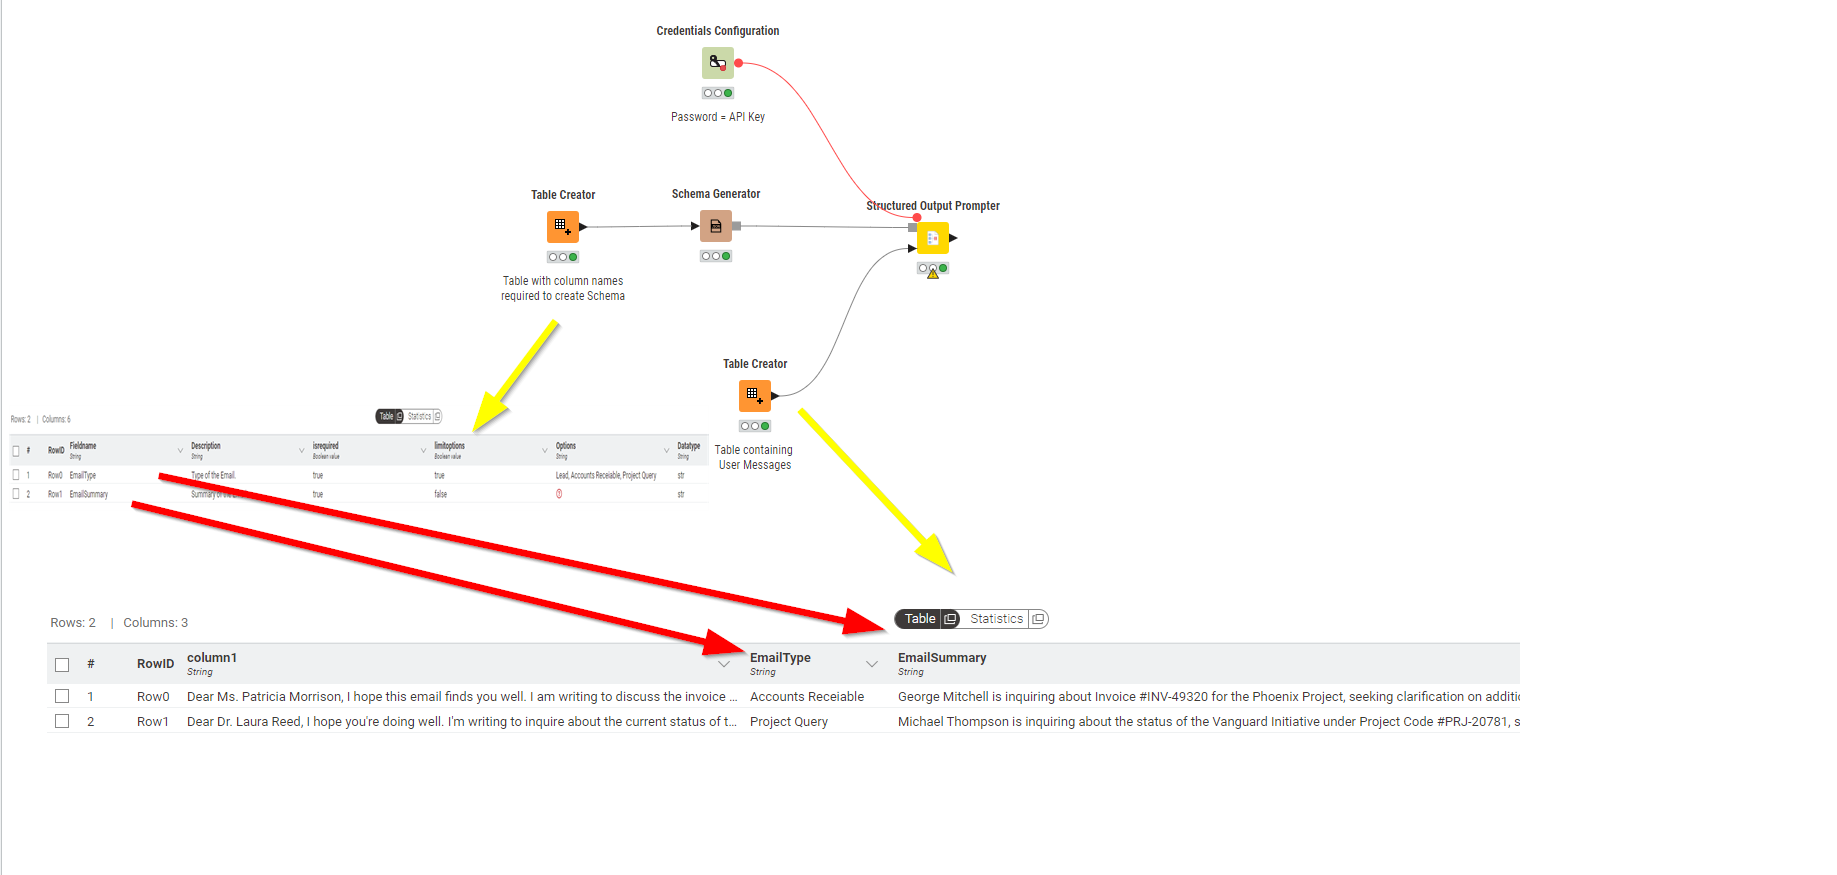 Credentials Configuration
Password = API Key
Table Creator
Schema Generator
Structured Output Prompter
Table with column names
required to create Schema
Table Creator
Table containing
User Messages
Rows: 2 | Columns: 6
Table Statistics
# RowID Fieldname Description isrequired limitoptions Options Datatype
String String Boolean value Boolean value String String
1 Row0 EmailType Type of the Email. true true Lead, Accounts Receiable, Project Query str
2 Row1 EmailSummary Summary of the true false str
Rows: 2 | Columns: 3
Table Statistics
# RowID column1 EmailType EmailSummary
String String String
1 Row0 Dear Ms. Patricia Morrison, I hope this email finds you well. I am writing to discuss the invoice ... Accounts Receiable George Mitchell is inquiring about Invoice #INV-49320 for the Phoenix Project, seeking clarification on additic
2 Row1 Dear Dr. Laura Reed, I hope you're doing well. I'm writing to inquire about the current status of t... Project Query Michael Thompson is inquiring about the status of the Vanguard Initiative under Project Code #PRJ-20781, s